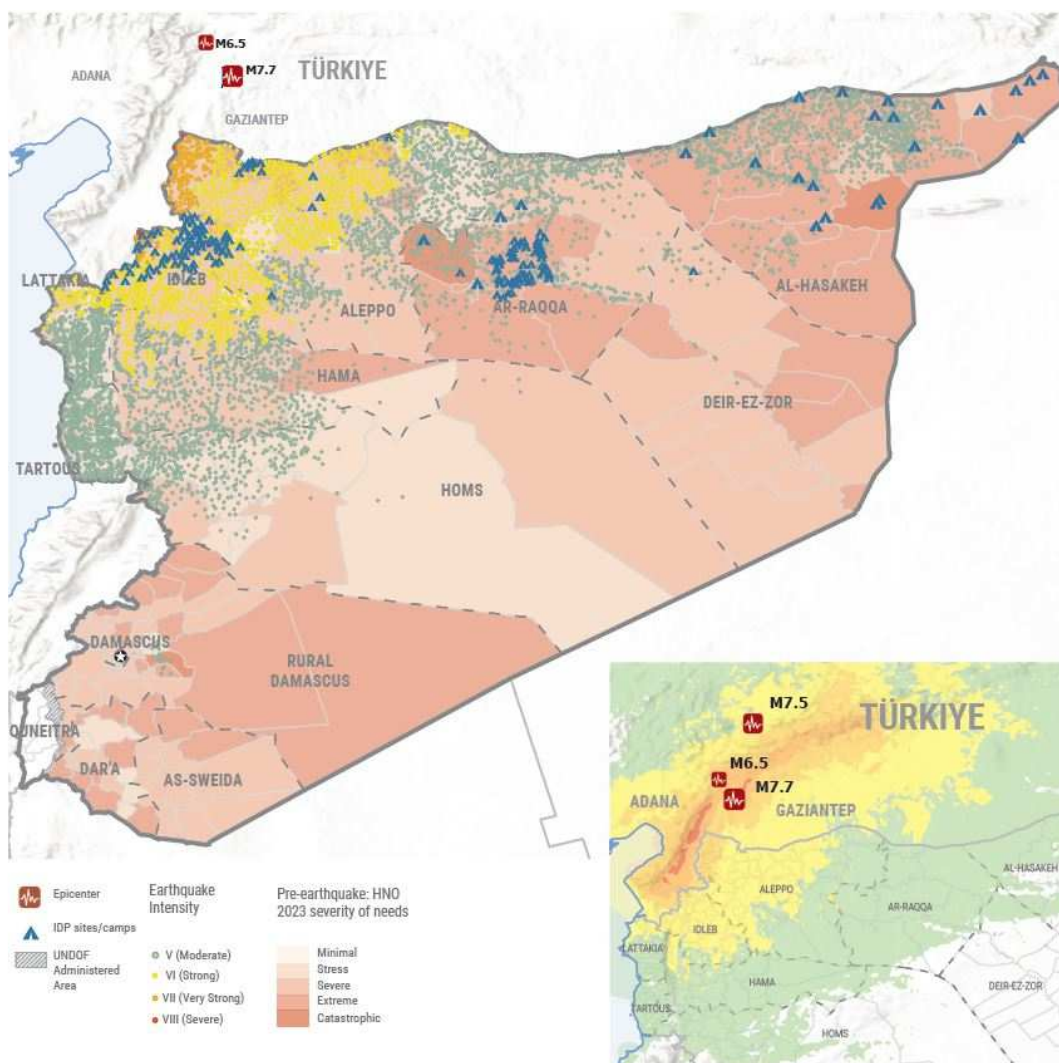 M6.5
M7.7
TÜRKIYE
ADANA
GAZIANTEP
LATTAKIA
IDLEB
ALEPPO
AR-RAQQA
AL-HASAKEH
HAMA
DEIR-EZ-ZOR
TARTOUS
HOMS
DAMASCUS
RURAL
DAMASCUS
QUNEITRA
DAR'A
AS-SWEIDA
M7.5
TÜRKIYE
M6.5
M7.7
ADANA
GAZIANTEP
AL-HASAKEH
ALEPPO
AR-RAQQA
IDLEB
LATTAKIA
HAMA
DEIR-EZ-ZOR
TARTOUS
HOMS
Epicenter
IDP sites/camps
UNDOF
Administered
Area
Earthquake
Intensity
V (Moderate)
VI (Strong)
VII (Very Strong)
VIII (Severe)
Pre-earthquake: HNO
2023 severity of needs
Minimal
Stress
Severe
Extreme
Catastrophic